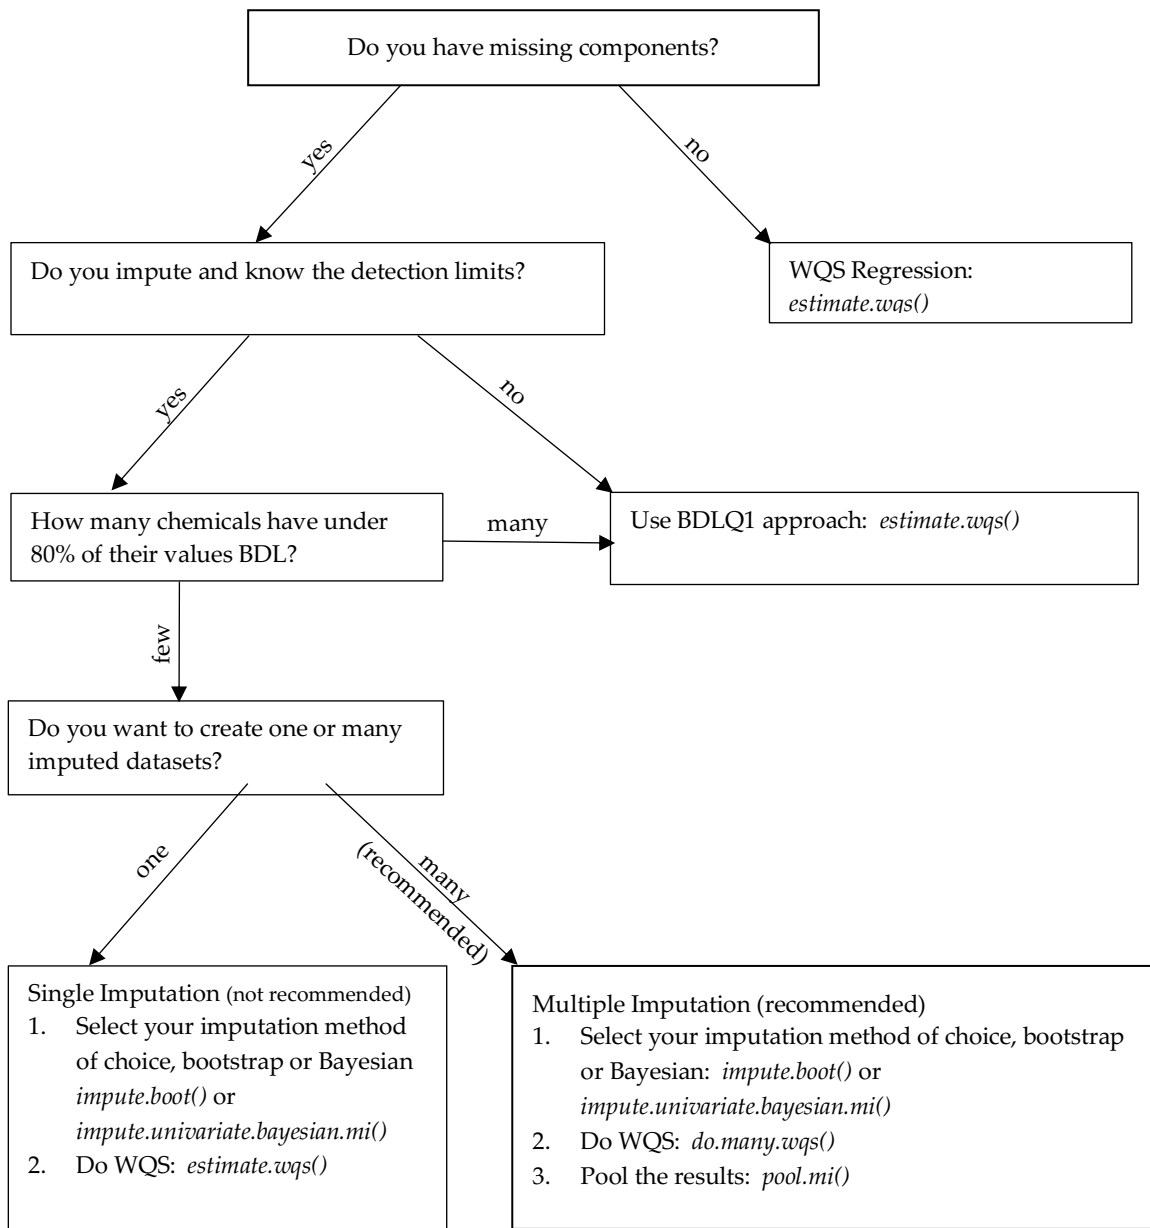 Do you have missing components?
yes
no
Do you impute and know the detection limits?
WQS Regression:
estimate.wqs()
yes
no
How many chemicals have under
80% of their values BDL?
many
Use BDLQ1 approach: estimate.wqs()
few
Do you want to create one or many
imputed datasets?
one
many
(recommended)
Single Imputation (not recommended)
1. Select your imputation method
of choice, bootstrap or Bayesian
impute.boot() or
impute.univariate.bayesian.mi()
2. Do WQS: estimate.wqs()
Multiple Imputation (recommended)
1. Select your imputation method of choice, bootstrap
or Bayesian: impute.boot() or
impute.univariate.bayesian.mi()
2. Do WQS: do.many.wqs()
3. Pool the results: pool.mi()